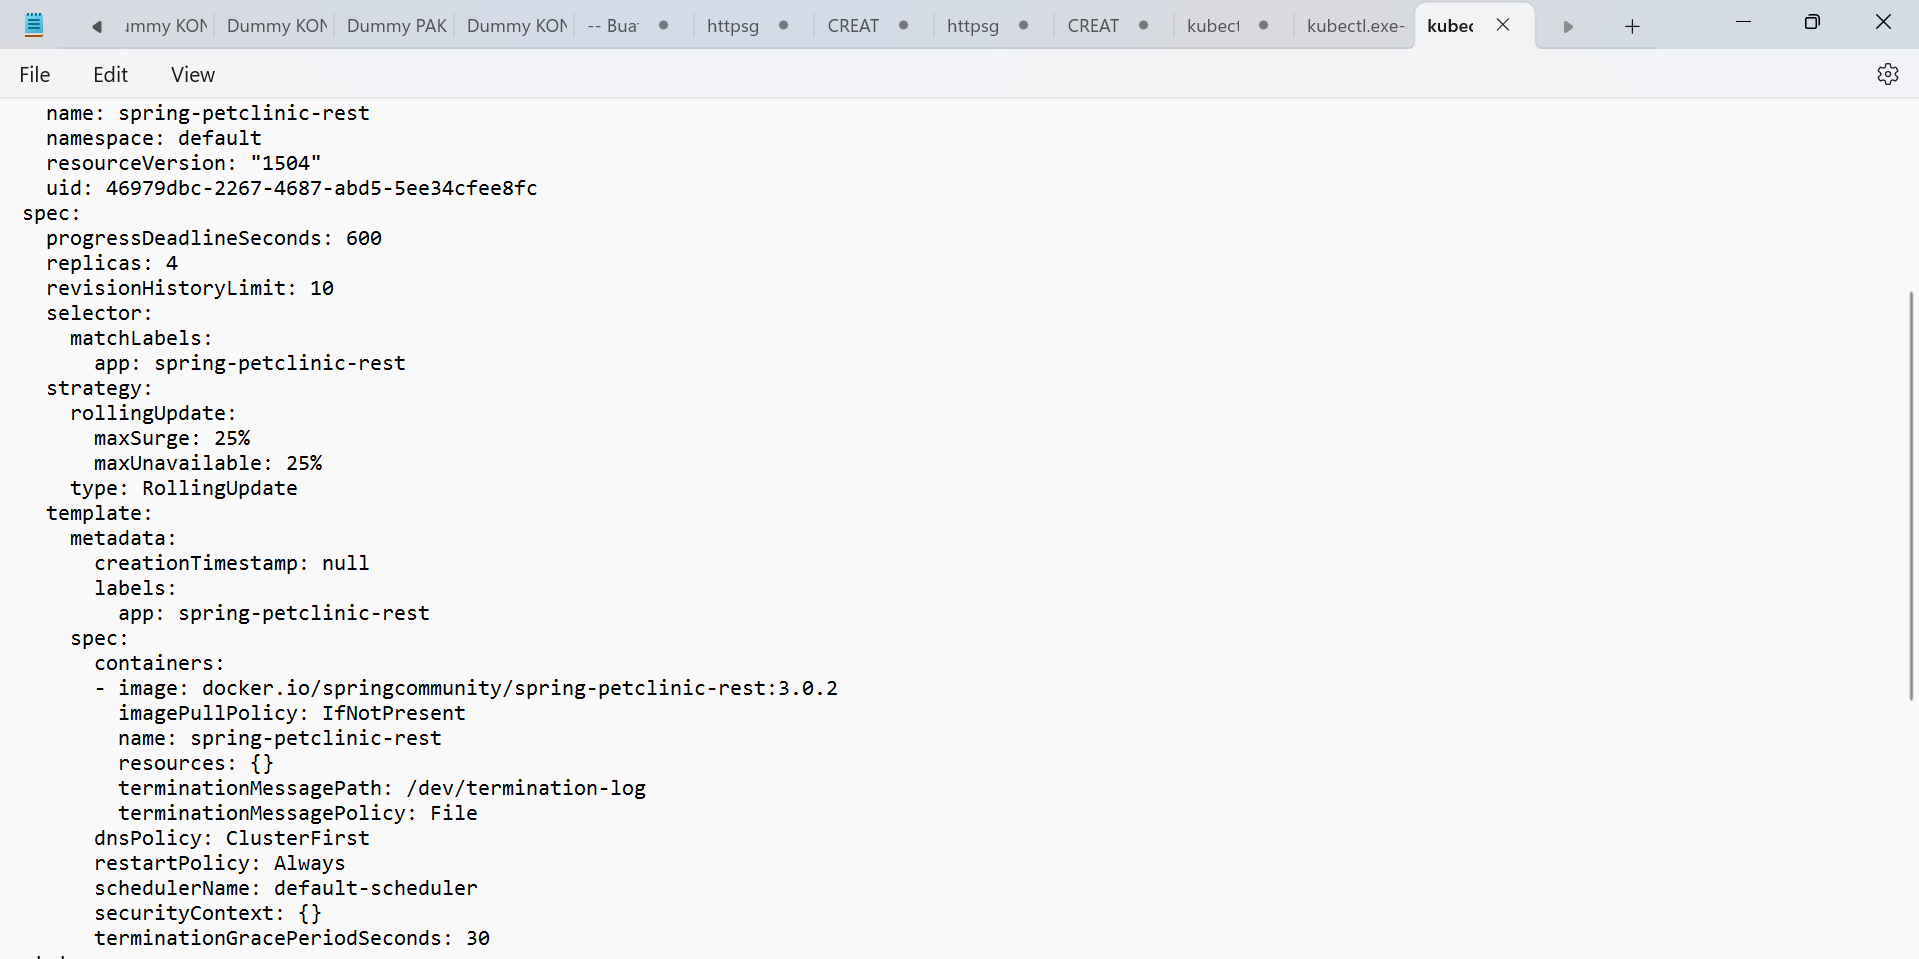 ımmy KON Dummy KON Dummy PAK Dummy KON -- Bua httpsg CREAT httpsg CREAT kubect kubectl.exe- kubec
File Edit View
name: spring-petclinic-rest
namespace: default
resourceVersion: "1504"
uid: 46979dbc-2267-4687-abd5-5ee34cfee8fc
spec:
progressDeadlineSeconds: 600
replicas: 4
revisionHistoryLimit: 10
selector:
matchLabels:
app: spring-petclinic-rest
strategy:
rollingUpdate:
maxSurge: 25%
maxUnavailable: 25%
type: RollingUpdate
template:
metadata:
creationTimestamp: null
labels:
app: spring-petclinic-rest
spec:
containers:
- image: docker.io/springcommunity/spring-petclinic-rest:3.0.2
imagePullPolicy: IfNotPresent
name: spring-petclinic-rest
resources: {}
terminationMessagePath: /dev/termination-log
terminationMessagePolicy: File
dnsPolicy: ClusterFirst
restartPolicy: Always
schedulerName: default-scheduler
securityContext: {}
terminationGracePeriodSeconds: 30